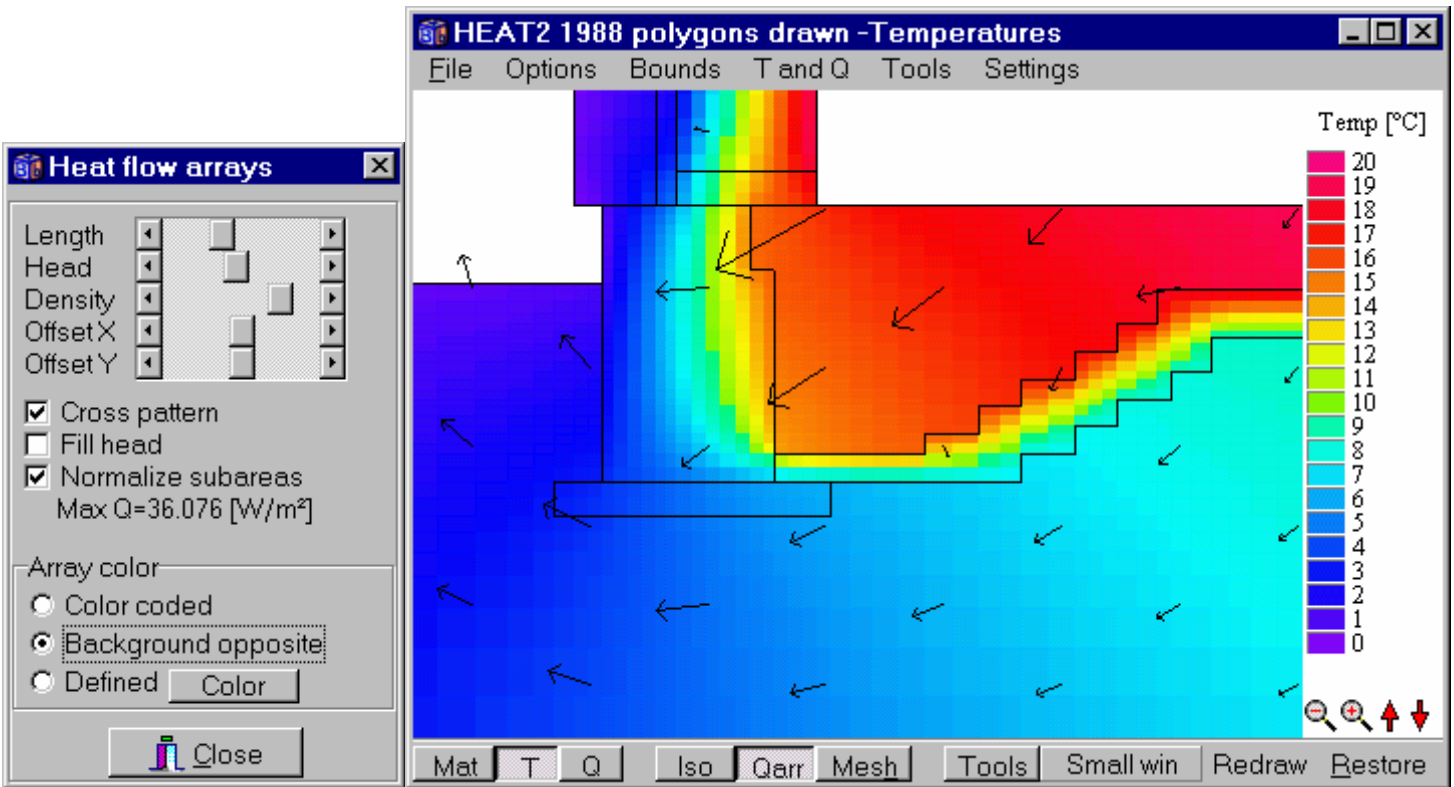 Heat flow arrays
Length
Head
Density
Offset X
Offset Y
Cross pattern
Fill head
Normalize subareas
Max Q=36.076 [W/m²]
Array color
Color coded
Background opposite
Defined Color
Close
HEAT2 1988 polygons drawn -Temperatures
File Options Bounds T and Q Tools Settings
Temp [°C]
20
19
18
17
16
15
14
13
12
11
10
9
8
7
6
5
4
3
2
1
0
Mat T Q Iso Qarr Mesh Tools Small win Redraw Restore